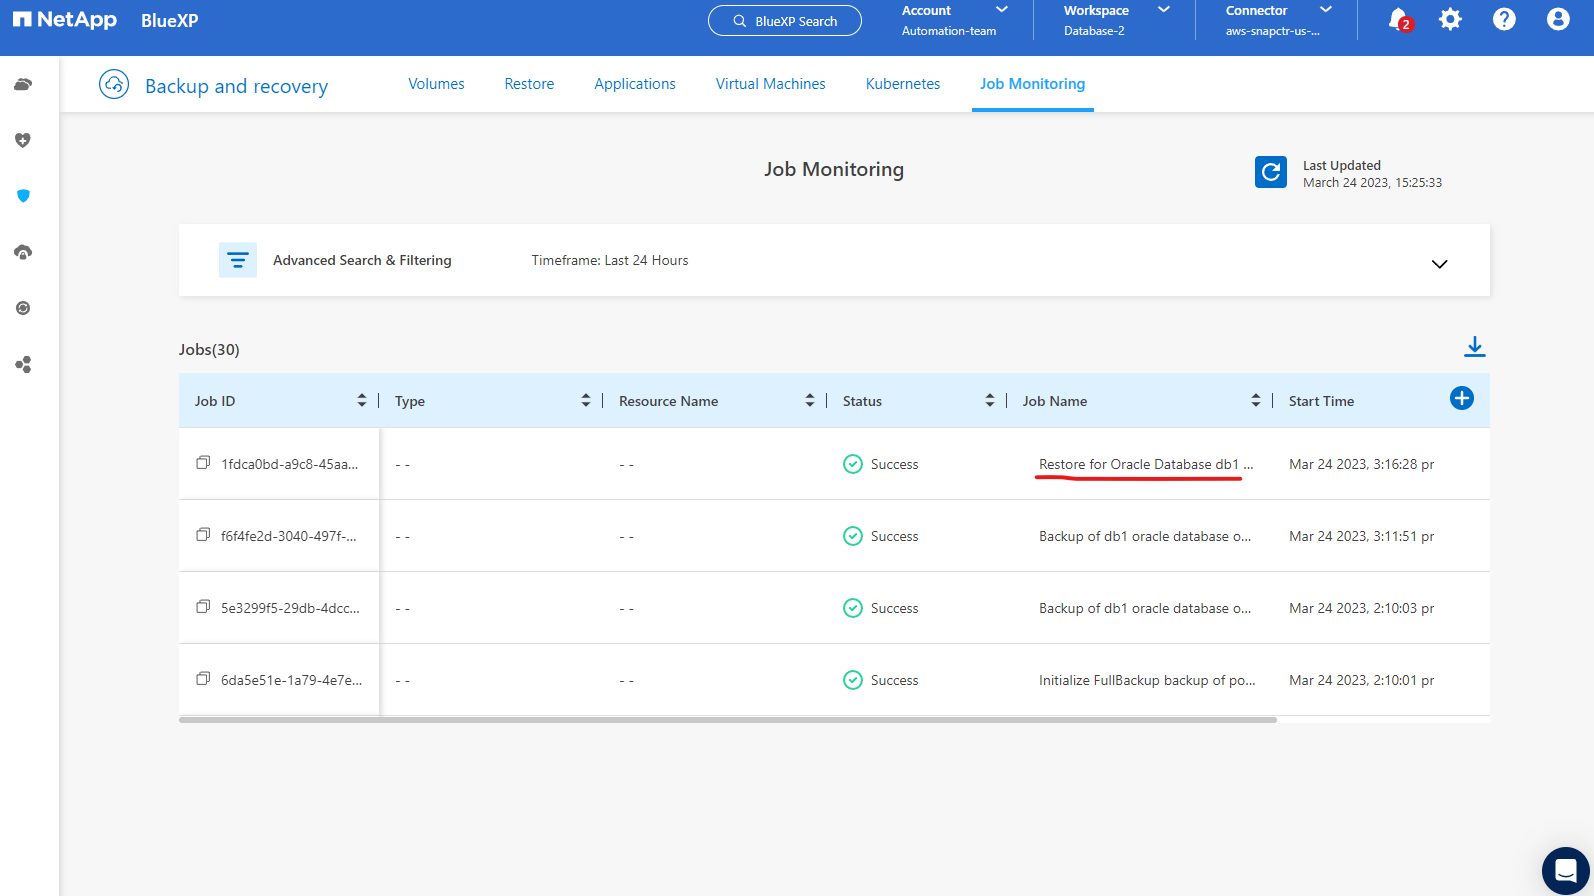 NetApp BlueXP
BlueXP Search
Account
Automation-team
Workspace
Database-2
Connector
aws-snapctr-us-...
2
Backup and recovery
Volumes
Restore
Applications
Virtual Machines
Kubernetes
Job Monitoring
Job Monitoring
Last Updated
March 24 2023, 15:25:33
Advanced Search & Filtering
Timeframe: Last 24 Hours
Jobs(30)
Job ID Type Resource Name Status Job Name Start Time
1fdca0bd-a9c8-45aa... - - - - Success Restore for Oracle Database db1 ... Mar 24 2023, 3:16:28 pr
f6f4fe2d-3040-497f-... - - - - Success Backup of db1 oracle database o... Mar 24 2023, 3:11:51 pr
5e3299f5-29db-4dcc... - - - - Success Backup of db1 oracle database o... Mar 24 2023, 2:10:03 pr
6da5e51e-1a79-4e7e... - - - - Success Initialize FullBackup backup of po... Mar 24 2023, 2:10:01 pr